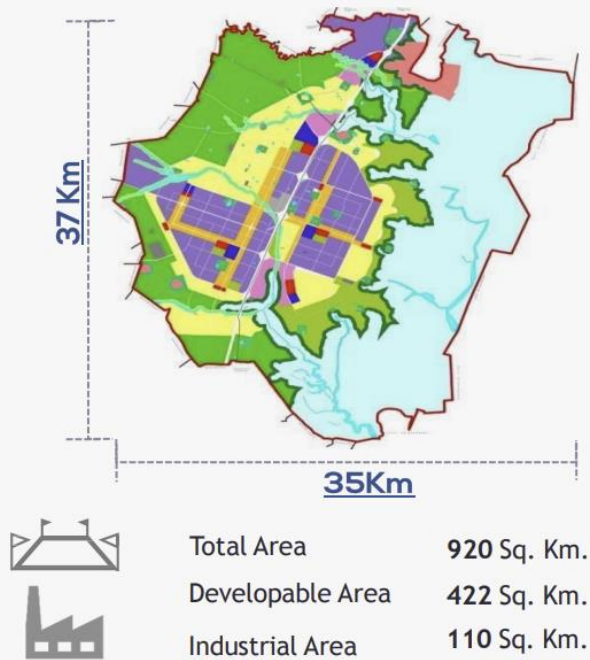 37 Km
35Km
Total Area 920 Sq. Km.
Developable Area 422 Sq. Km.
Industrial Area 110 Sq. Km.